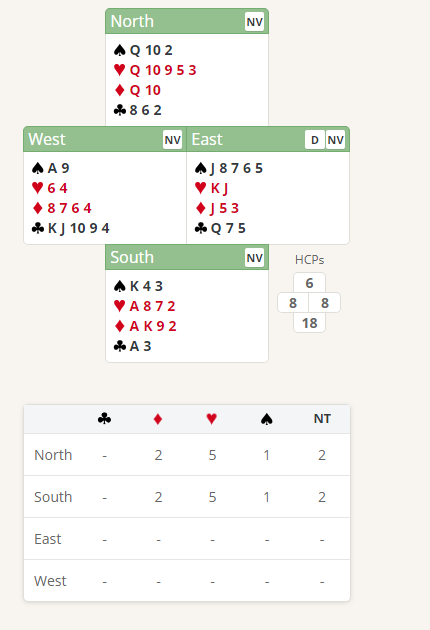 North NV
♠ Q 10 2
♥ Q 10 9 5 3
♦ Q 10
♣ 8 6 2
West NV
♠ A 9
♥ 6 4
♦ 8 7 6 4
♣ K J 10 9 4
East D NV
♠ J 8 7 6 5
♥ K J
♦ J 5 3
♣ Q 7 5
South NV
♠ K 4 3
♥ A 8 7 2
♦ A K 9 2
♣ A 3
HCPs
6
8 8
18
♣ ♦ ♥ ♠ NT
North - 2 5 1 2
South - 2 5 1 2
East - - - - -
West - - - - -